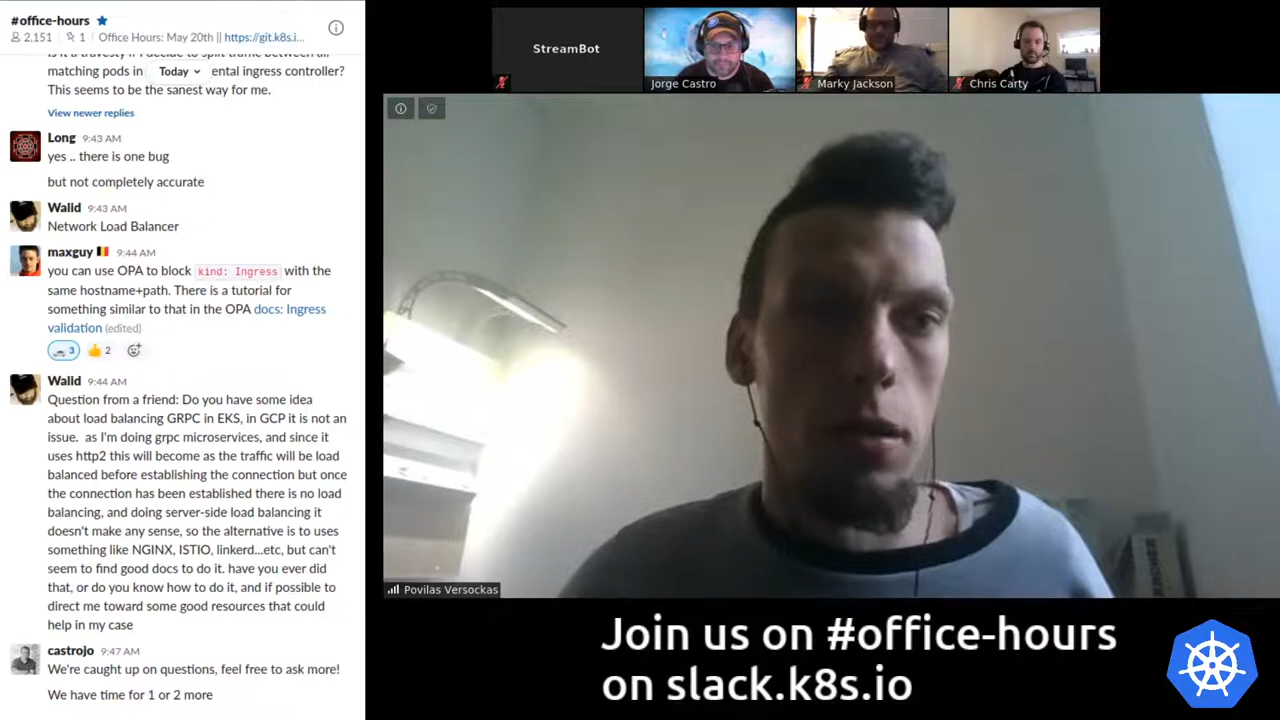 #office-hours
2,151 | 1 | Office Hours: May 20th || https://git.k8s.i...
matching pods in Today ental ingress controller?
This seems to be the sanest way for me.
View newer replies
Long 9:43 AM
yes .. there is one bug
but not completely accurate
Walid 9:43 AM
Network Load Balancer
maxguy 9:44 AM
you can use OPA to block kind: Ingress with the
same hostname+path. There is a tutorial for
something similar to that in the OPA docs: Ingress
validation (edited)
3 2
Walid 9:44 AM
Question from a friend: Do you have some idea
about load balancing GRPC in EKS, in GCP it is not an
issue. as I'm doing grpc microservices, and since it
uses http2 this will become as the traffic will be load
balanced before establishing the connection but once
the connection has been established there is no load
balancing, and doing server-side load balancing it
doesn't make any sense, so the alternative is to uses
something like NGINX, ISTIO, linkerd...etc, but can't
seem to find good docs to do it. have you ever did
that, or do you know how to do it, and if possible to
direct me toward some good resources that could
help in my case
castrojo 9:47 AM
We're caught up on questions, feel free to ask more!
We have time for 1 or 2 more
StreamBot
Jorge Castro
Marky Jackson
Chris Carty
Povilas Versockas
Join us on #office-hours
on slack.k8s.io